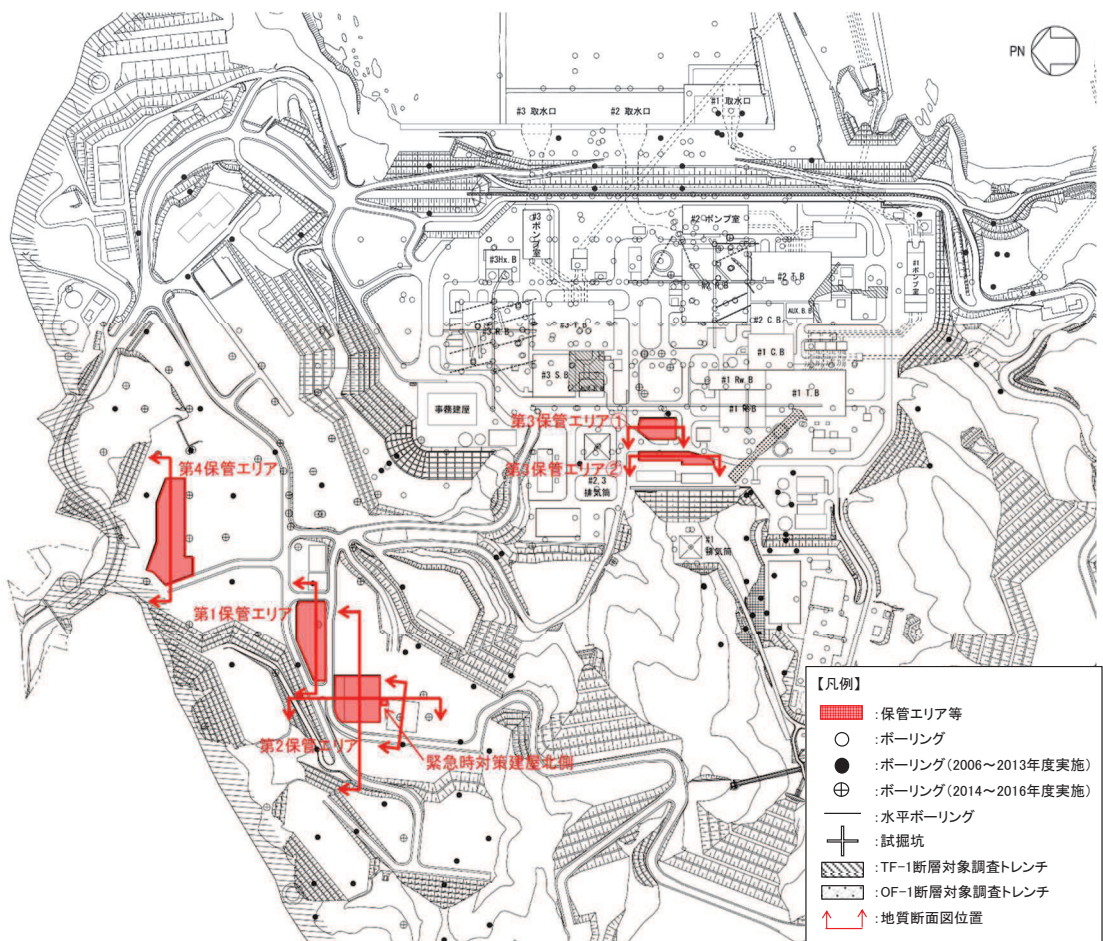 PN
#3 取水口
#2 取水口
#1 取水口
#3
ポンプ室
#2 ポンプ室
#1
ポンプ室
#3Hx.B
#2 T.B
#2 R.B
AUX.B
#3 R.B
#3 T.B
#2 C.B
#1 C.B
#3 S.B
#1 Rw.B
#1 T.B
#1 R.B
事務建屋
第3保管エリア①
第3保管エリア②
#2,3
排気筒
#1
排気筒
第4保管エリア
第1保管エリア
第2保管エリア
緊急時対策建屋北側
【凡例】
:保管エリア等
:ボーリング
:ボーリング(2006～2013年度実施)
:ボーリング(2014～2016年度実施)
:水平ボーリング
:試掘坑
:TF-1断層対象調査トレンチ
:OF-1断層対象調査トレンチ
:地質断面図位置